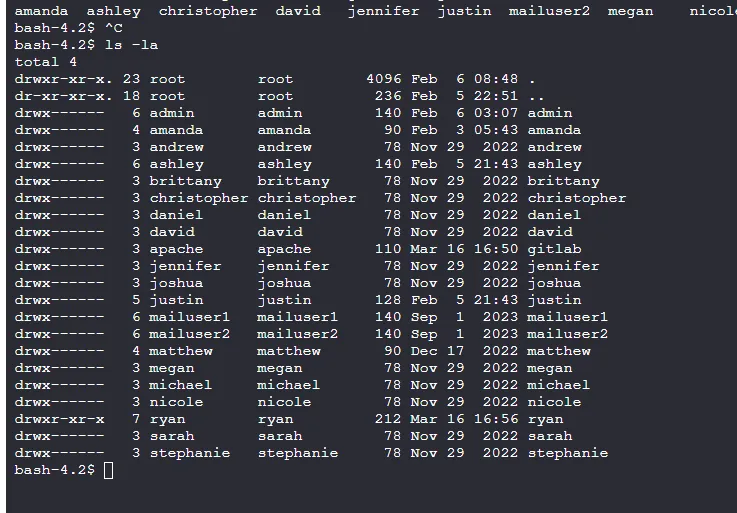 amanda  ashley  christopher  david   jennifer  justin  mailuser2  megan    nicol
bash-4.2$ ^C
bash-4.2$ ls -la
total 4
drwxr-xr-x. 23 root        root        4096 Feb  6 08:48 .
dr-xr-xr-x. 18 root        root         236 Feb  5 22:51 ..
drwx------   6 admin       admin        140 Feb  6 03:07 admin
drwx------   4 amanda      amanda        90 Feb  3 05:43 amanda
drwx------   3 andrew      andrew        78 Nov 29  2022 andrew
drwx------   6 ashley      ashley       140 Feb  5 21:43 ashley
drwx------   3 brittany    brittany      78 Nov 29  2022 brittany
drwx------   3 christopher christopher   78 Nov 29  2022 christopher
drwx------   3 daniel      daniel        78 Nov 29  2022 daniel
drwx------   3 david       david         78 Nov 29  2022 david
drwx------   3 apache      apache       110 Mar 16 16:50 gitlab
drwx------   3 jennifer    jennifer      78 Nov 29  2022 jennifer
drwx------   3 joshua      joshua        78 Nov 29  2022 joshua
drwx------   5 justin      justin       128 Feb  5 21:43 justin
drwx------   6 mailuser1   mailuser1    140 Sep  1  2023 mailuser1
drwx------   6 mailuser2   mailuser2    140 Sep  1  2023 mailuser2
drwx------   4 matthew     matthew       90 Dec 17  2022 matthew
drwx------   3 megan       megan         78 Nov 29  2022 megan
drwx------   3 michael     michael       78 Nov 29  2022 michael
drwx------   3 nicole      nicole        78 Nov 29  2022 nicole
drwxr-xr-x   7 ryan        ryan         212 Mar 16 16:56 ryan
drwx------   3 sarah       sarah         78 Nov 29  2022 sarah
drwx------   3 stephanie   stephanie     78 Nov 29  2022 stephanie
bash-4.2$